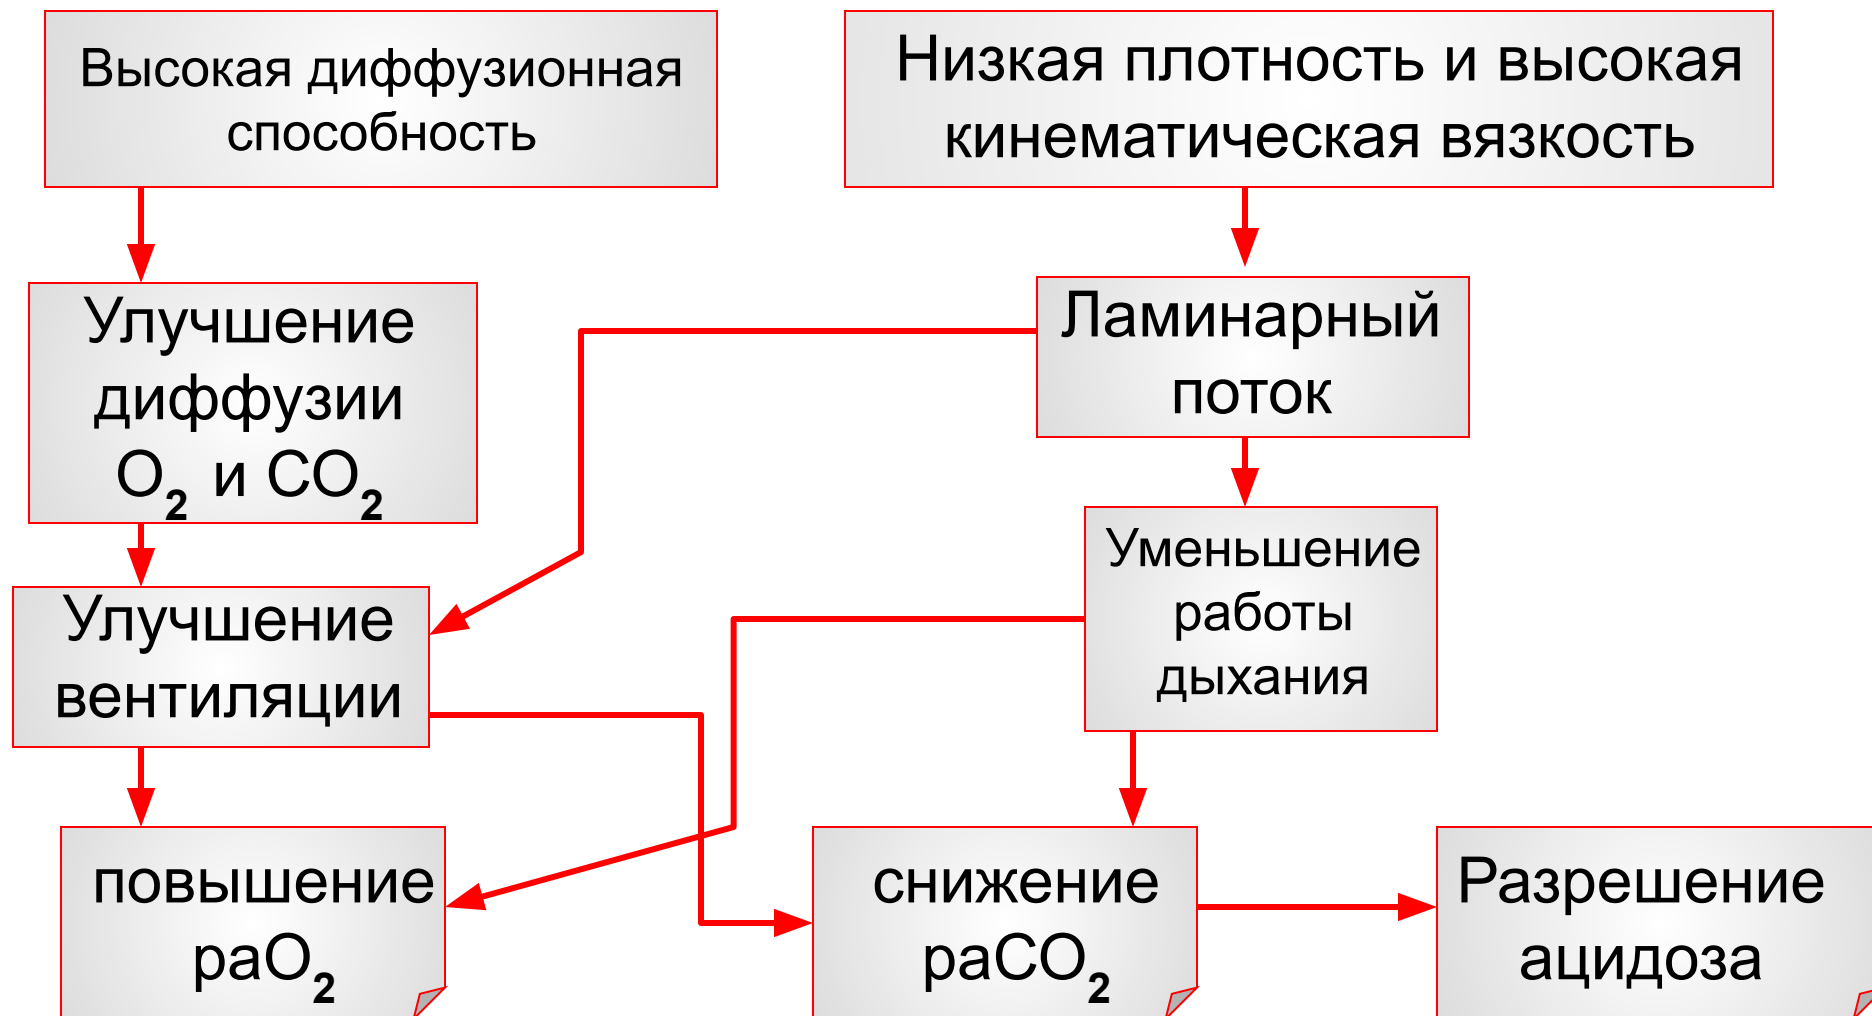 Высокая диффузионная
способность
Низкая плотность и высокая
кинематическая вязкость
Улучшение
диффузии
O₂ и CO₂
Ламинарный
поток
Уменьшение
работы
дыхания
Улучшение
вентиляции
повышение
paO₂
снижение
paCO₂
Разрешение
ацидоза